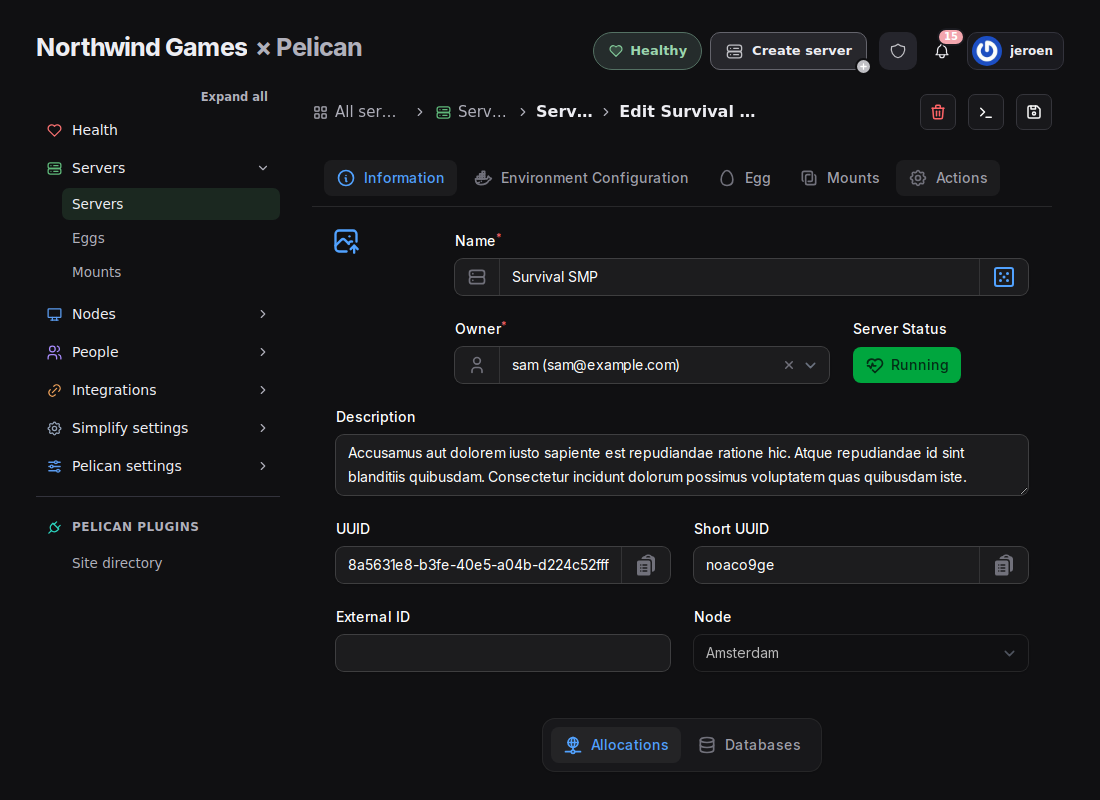 Northwind Games × Pelican
Healthy
Create server
15
jeroen
Expand all
Health
Servers
Servers
Eggs
Mounts
Nodes
People
Integrations
Simplify settings
Pelican settings
PELICAN PLUGINS
Site directory
All ser... > Serv... > Serv... > Edit Survival ...
Information
Environment Configuration
Egg
Mounts
Actions
Name*
Survival SMP
Owner*
Server Status
sam (sam@example.com)
Running
Description
Accusamus aut dolorem iusto sapiente est repudiandae ratione hic. Atque repudiandae id sint
blanditiis quibusdam. Consectetur incidunt dolorum possimus voluptatem quas quibusdam iste.
UUID
Short UUID
8a5631e8-b3fe-40e5-a04b-d224c52fff
noaco9ge
External ID
Node
Amsterdam
Allocations
Databases